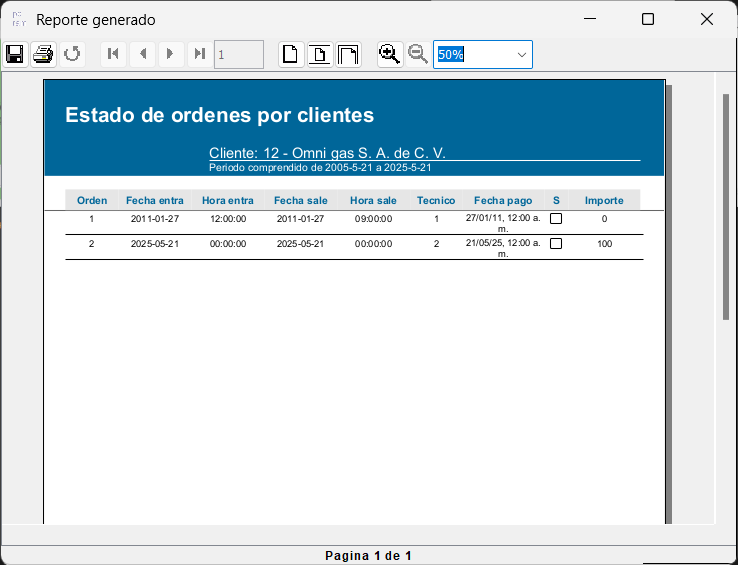 Reporte generado
1
50%
Estado de ordenes por clientes
Cliente: 12 - Omni gas S. A. de C. V.
Periodo comprendido de 2005-5-21 a 2025-5-21
Orden Fecha entra Hora entra Fecha sale Hora sale Tecnico Fecha pago S Importe
1 2011-01-27 12:00:00 2011-01-27 09:00:00 1 27/01/11, 12:00 a. 0
m.
2 2025-05-21 00:00:00 2025-05-21 00:00:00 2 21/05/25, 12:00 a. 100
m.
Pagina 1 de 1